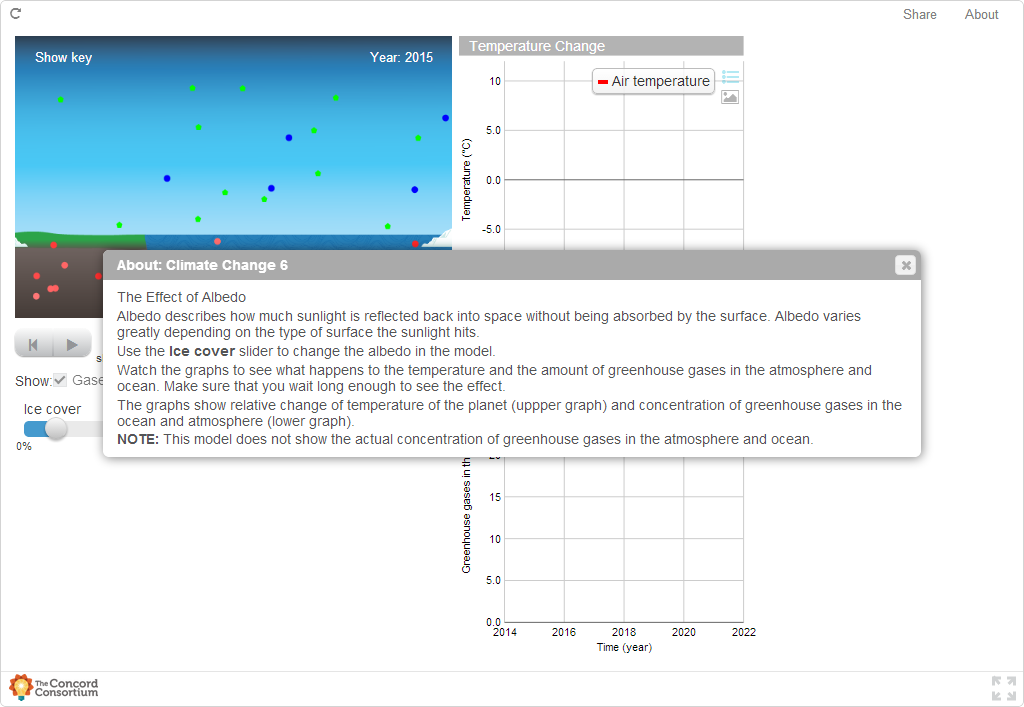 Share About
Show key
Year: 2015
Temperature Change
Air temperature
10
5.0
0.0
-5.0
Temperature (°C)
About: Climate Change 6
The Effect of Albedo
Albedo describes how much sunlight is reflected back into space without being absorbed by the surface. Albedo varies
greatly depending on the type of surface the sunlight hits.
Use the Ice cover slider to change the albedo in the model.
Watch the graphs to see what happens to the temperature and the amount of greenhouse gases in the atmosphere and
ocean. Make sure that you wait long enough to see the effect.
The graphs show relative change of temperature of the planet (uppper graph) and concentration of greenhouse gases in the
ocean and atmosphere (lower graph).
NOTE: This model does not show the actual concentration of greenhouse gases in the atmosphere and ocean.
Show: Gase
Ice cover
0%
Greenhouse gases in th
15
10
5.0
0.0
2014 2016 2018 2020 2022
Time (year)
The Concord
Consortium